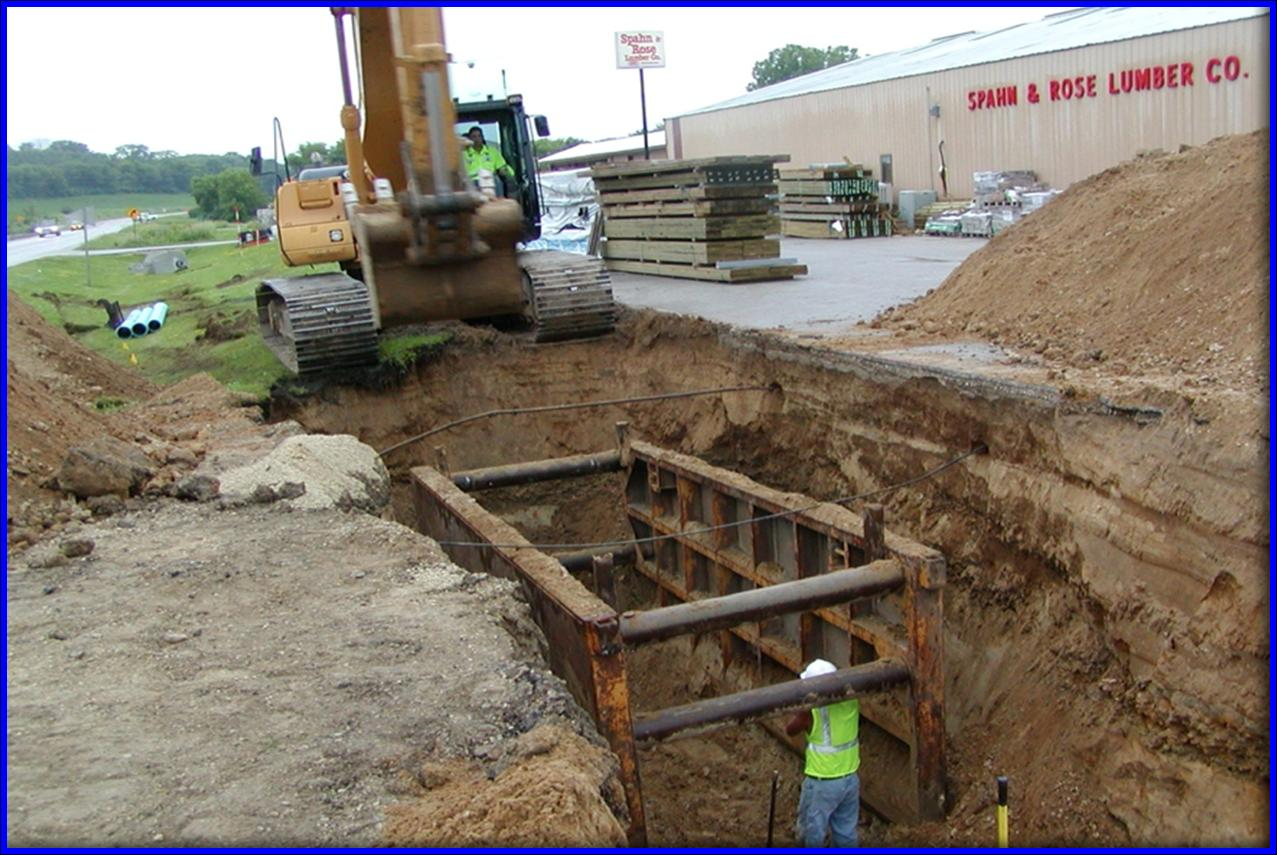 Spahn &
Rose
Lumber Co.
SPAHN & ROSE LUMBER CO.